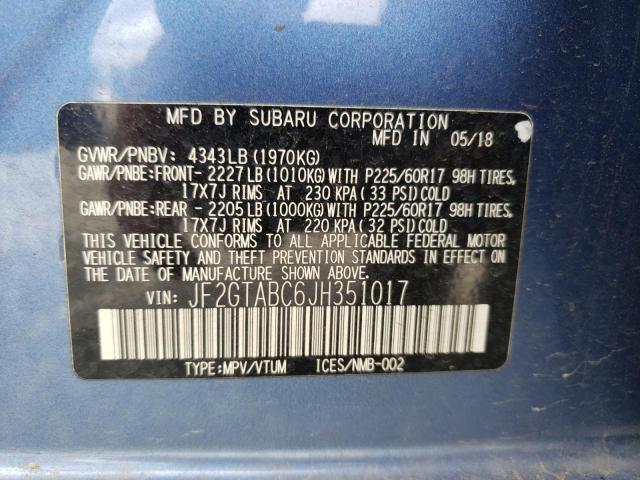 MFD BY SUBARU CORPORATION
MFD IN 05/18
GVWR/PNBV: 4343LB (1970KG)
GAWR/PNBE:FRONT- 2227 LB (1010KG) WITH P225/60R17 98H TIRES,
17X7J RIMS AT 230 KPA (33 PSI) COLD
GAWR/PNBE:REAR - 2205 LB (1000KG) WITH P225/60R17 98H TIRES,
17X7J RIMS AT 220 KPA (32 PSI) COLD
THIS VEHICLE CONFORMS TO ALL APPLICABLE FEDERAL MOTOR
VEHICLE SAFETY AND THEFT PREVENTION STANDARDS IN EFFECT ON
THE DATE OF MANUFACTURE SHOWN ABOVE.
VIN: JF2GTABC6JH351017
TYPE:MPV/VTUM ICES/NMB-002